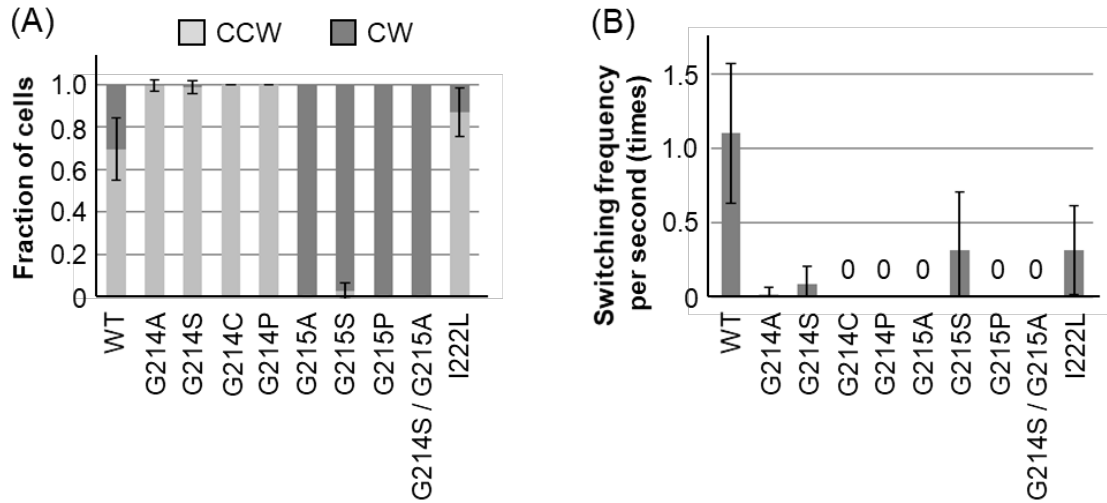 (A)
CCW CW
Fraction of cells
1.0
0.8
0.6
0.4
0.2
0
WT
G214A
G214S
G214C
G214P
G215A
G215S
G215P
G214S / G215A
I222L
(B)
Switching frequency
per second (times)
1.5
1.0
0.5
0
0 0 0 0 0
WT
G214A
G214S
G214C
G214P
G215A
G215S
G215P
G214S / G215A
I222L